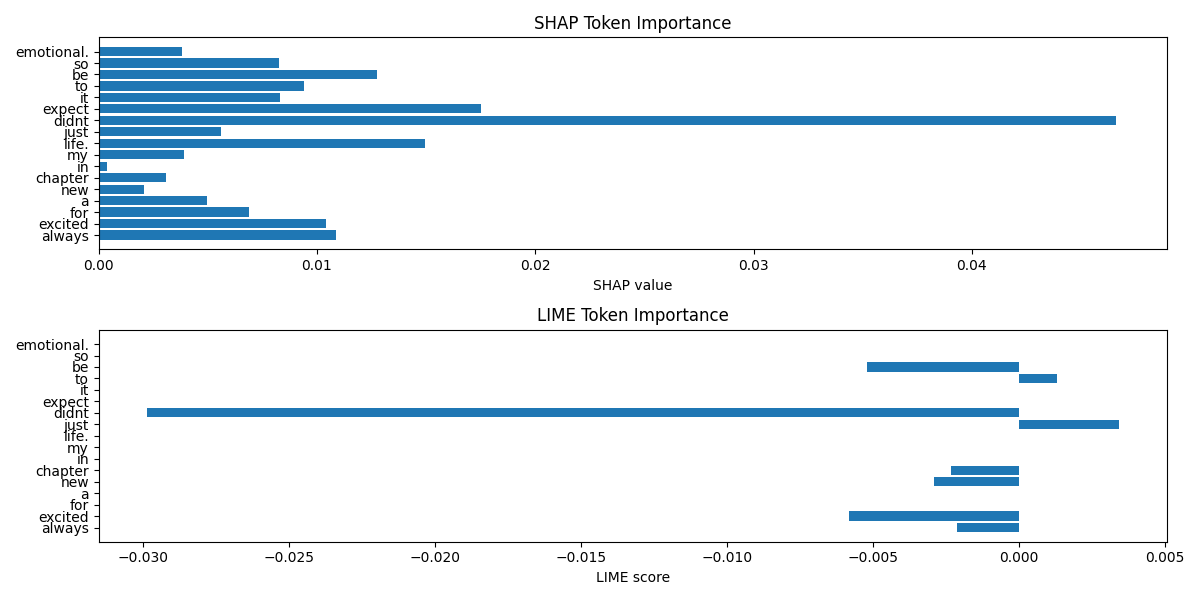 SHAP Token Importance
emotional.
so
be
to
it
expect
didnt
just
life.
my
in
chapter
new
a
for
excited
always
0.00 0.01 0.02 0.03 0.04
SHAP value
LIME Token Importance
emotional.
so
be
to
it
expect
didnt
just
life.
my
in
chapter
new
a
for
excited
always
−0.030 −0.025 −0.020 −0.015 −0.010 −0.005 0.000 0.005
LIME score